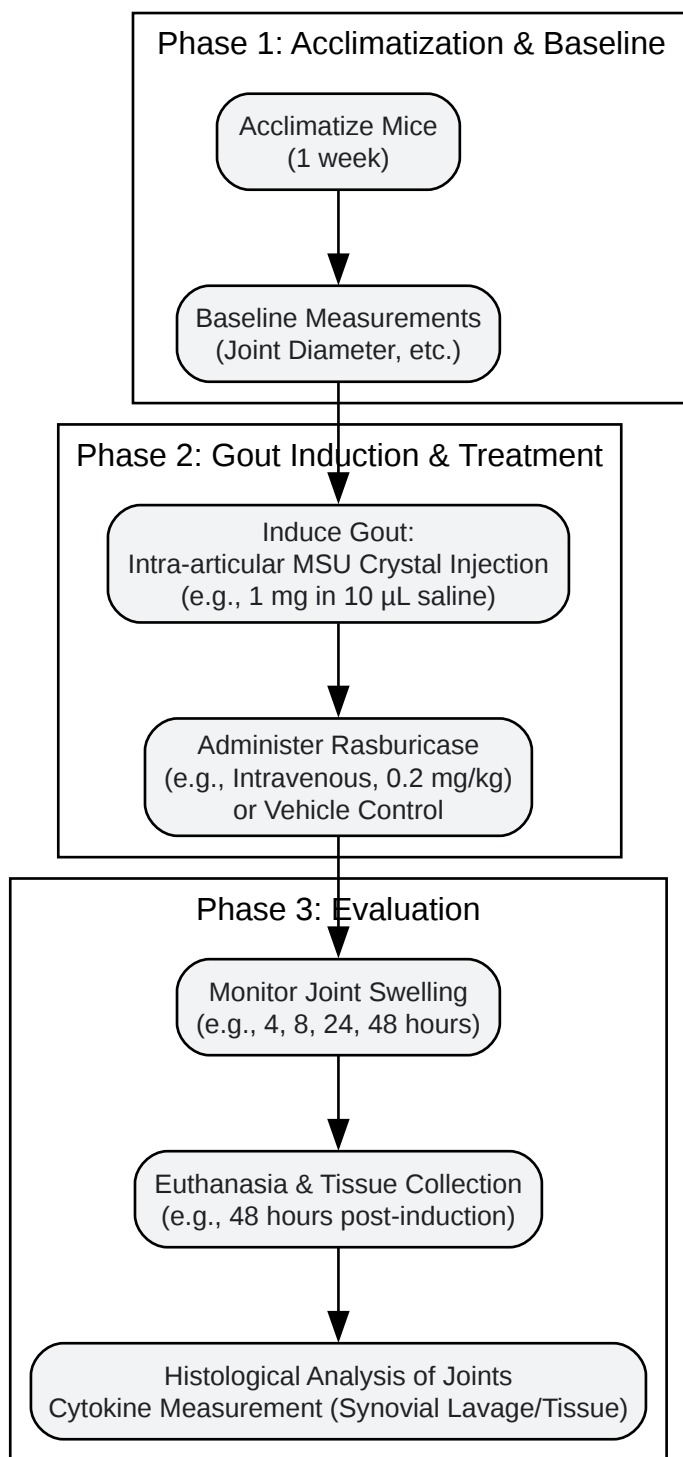 Phase 1: Acclimatization & Baseline
Acclimatize Mice
(1 week)
Baseline Measurements
(Joint Diameter, etc.)
Phase 2: Gout Induction & Treatment
Induce Gout:
Intra-articular MSU Crystal Injection
(e.g., 1 mg in 10 µL saline)
Administer Rasburicase
(e.g., Intravenous, 0.2 mg/kg)
or Vehicle Control
Phase 3: Evaluation
Monitor Joint Swelling
(e.g., 4, 8, 24, 48 hours)
Euthanasia & Tissue Collection
(e.g., 48 hours post-induction)
Histological Analysis of Joints
Cytokine Measurement (Synovial Lavage/Tissue)